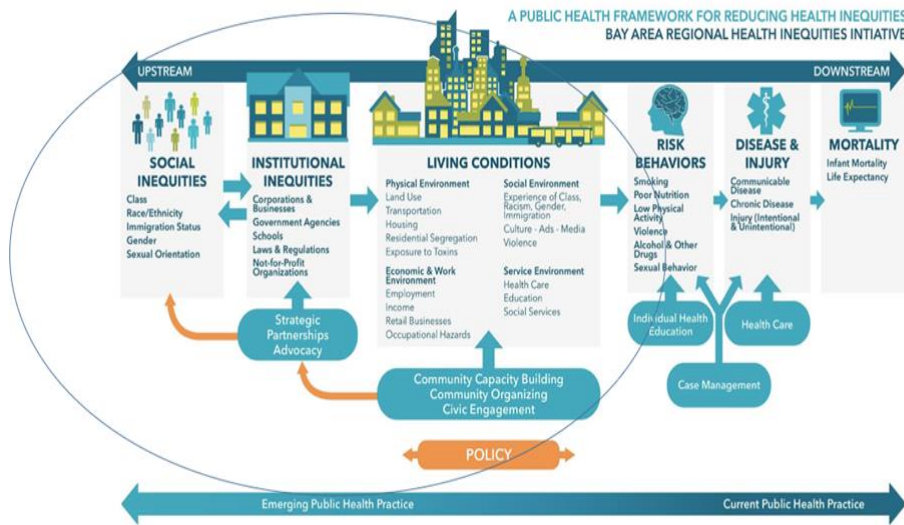 A PUBLIC HEALTH FRAMEWORK FOR REDUCING HEALTH INEQUITIES
BAY AREA REGIONAL HEALTH INEQUITIES INTIATIVE
UPSTREAM
DOWNSTREAM
SOCIAL
INEQUITIES
Class
Race/Ethnicity
Immigration Status
Gender
Sexual Orientation
INSTITUTIONAL
INEQUITIES
Corporations &
Businesses
Government Agencies
Schools
Laws & Regulations
Not-for-Profit
Organizations
LIVING CONDITIONS
Physical Environment
Land Use
Transportation
Housing
Residential Segregation
Exposure to Toxins
Economic & Work
Environment
Employment
Income
Retail Businesses
Occupational Hazards
Social Environment
Experience of Class,
Racism, Gender,
Immigration
Culture - Ads - Media
Violence
Service Environment
Health Care
Education
Social Services
RISK
BEHAVIORS
Smoking
Poor Nutrition
Low Physical
Activity
Violence
Alcohol & Other
Drugs
Sexual Behavior
DISEASE &
INJURY
Communicable
Disease
Chronic Disease
Injury (Intentional
& Unintentional)
MORTALITY
Infant Mortality
Life Expectancy
Strategic
Partnerships
Advocacy
Community Capacity Building
Community Organizing
Civic Engagement
Individual Health
Education
Health Care
Case Management
POLICY
Emerging Public Health Practice
Current Public Health Practice